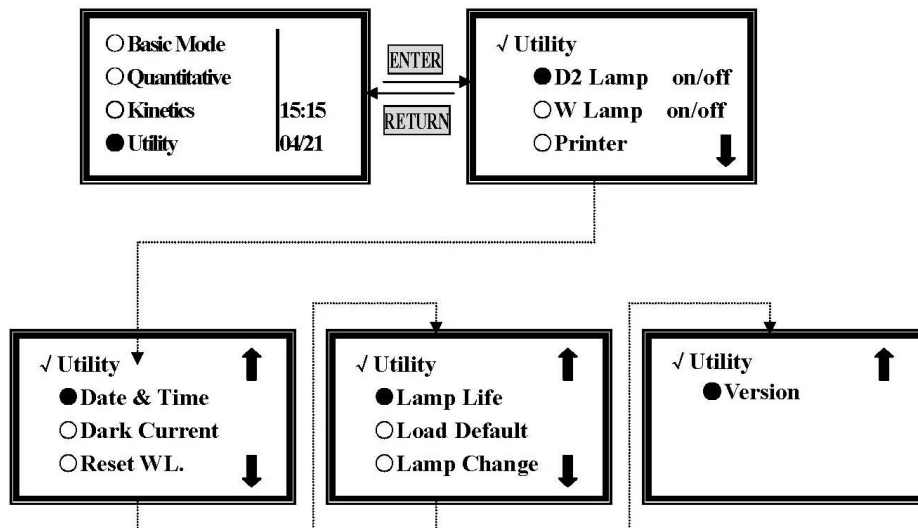 Basic Mode
Quantitative
Kinetics 15:15
Utility 04/21
ENTER
RETURN
√ Utility
D2 Lamp on/off
W Lamp on/off
Printer
√ Utility
Date & Time
Dark Current
Reset WL.
√ Utility
Lamp Life
Load Default
Lamp Change
√ Utility
Version